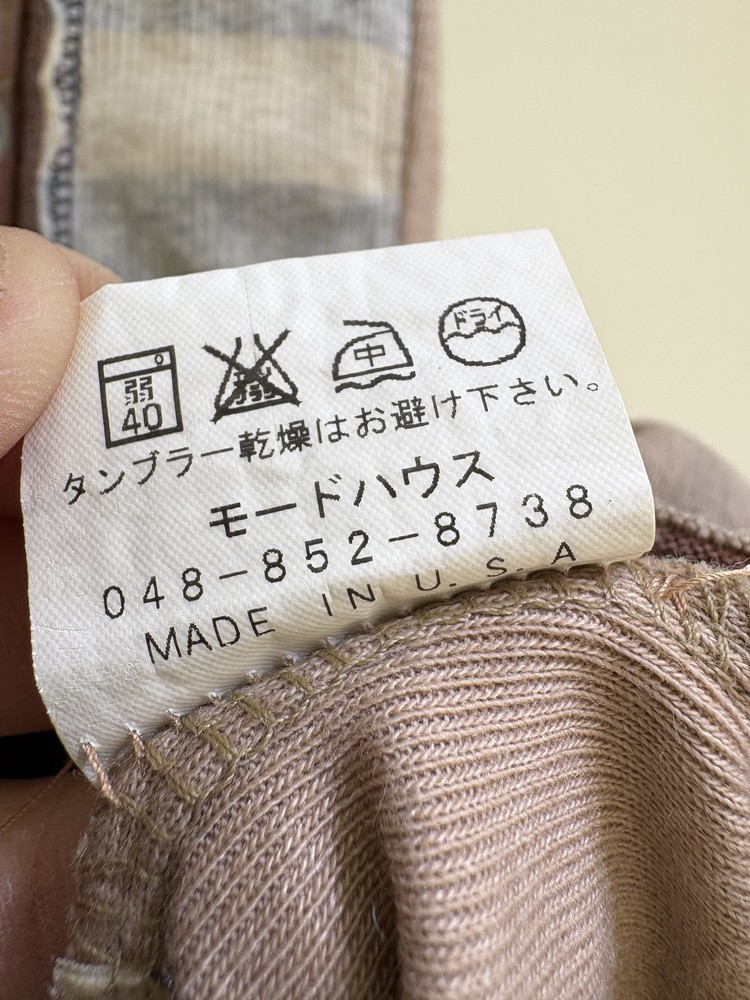 弱
40
中
ドライ
タンブラー乾燥はお避け下さい。
モードハウス
048-852-8738
MADE IN U.S.A